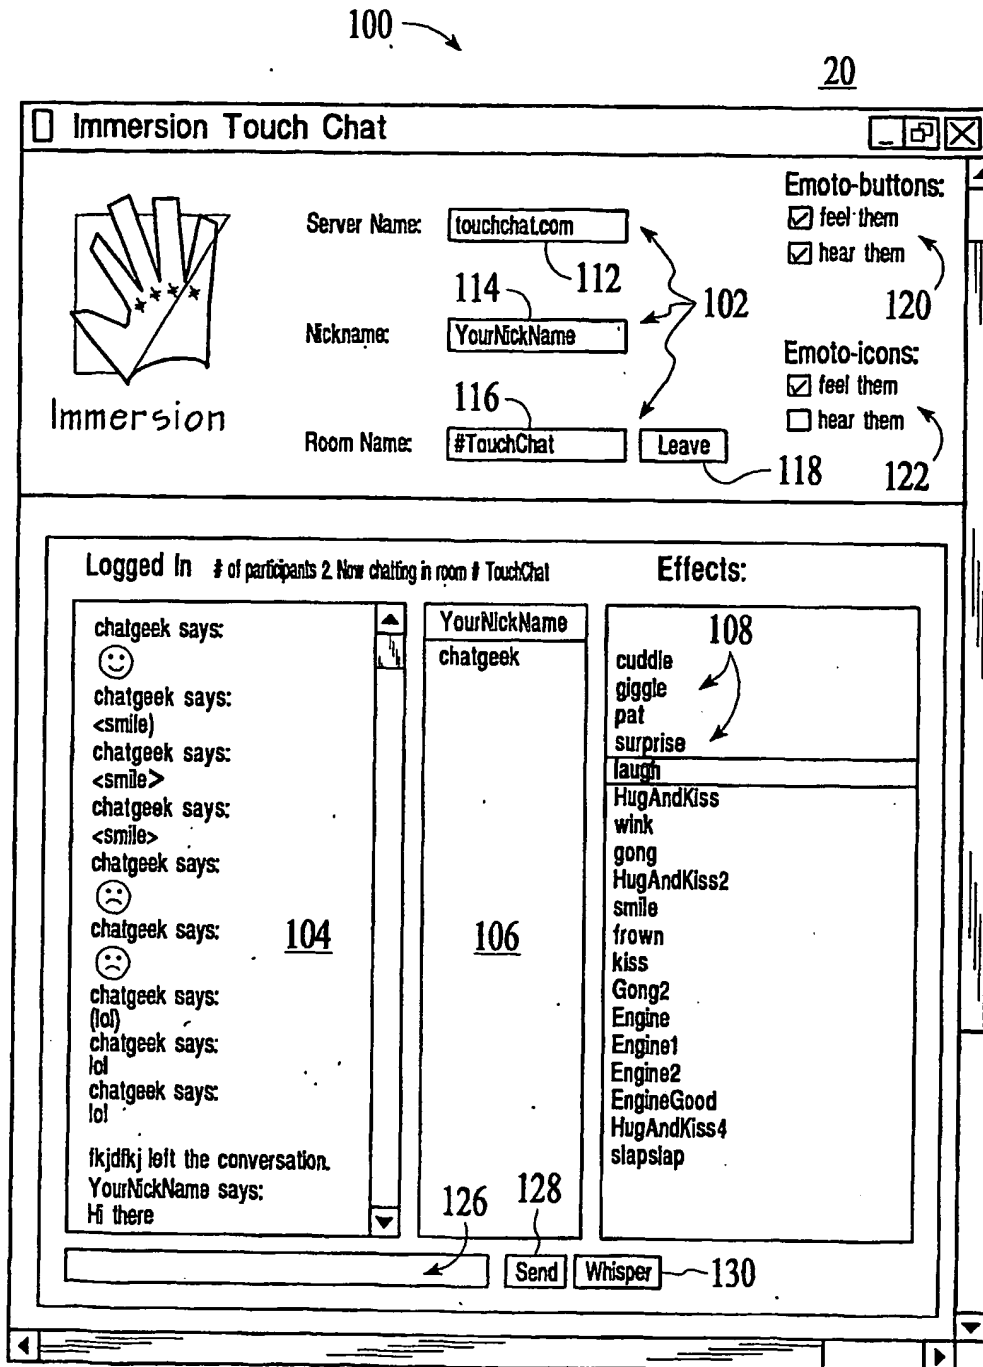 100
20
Immersion Touch Chat
Emoto-buttons:
feel them
hear them
120
Server Name: touchchat.com
112
102
114
Nickname: YourNickName
Emoto-icons:
feel them
hear them
122
116
Room Name: #TouchChat Leave
118
Immersion
Logged In # of participants 2. Now chatting in room # TouchChat
Effects:
chatgeek says:
chatgeek says:
<smile)
chatgeek says:
<smile>
chatgeek says:
<smile>
chatgeek says:
chatgeek says:
chatgeek says:
(lol)
chatgeek says:
lol
chatgeek says:
lol
fkjdfkj left the conversation.
YourNickName says:
Hi there
104
YourNickName
chatgeek
106
108
cuddle
giggle
pat
surprise
laugh
HugAndKiss
wink
gong
HugAndKiss2
smile
frown
kiss
Gong2
Engine
Engine1
Engine2
EngineGood
HugAndKiss4
slapslap
126
128
Send Whisper 130